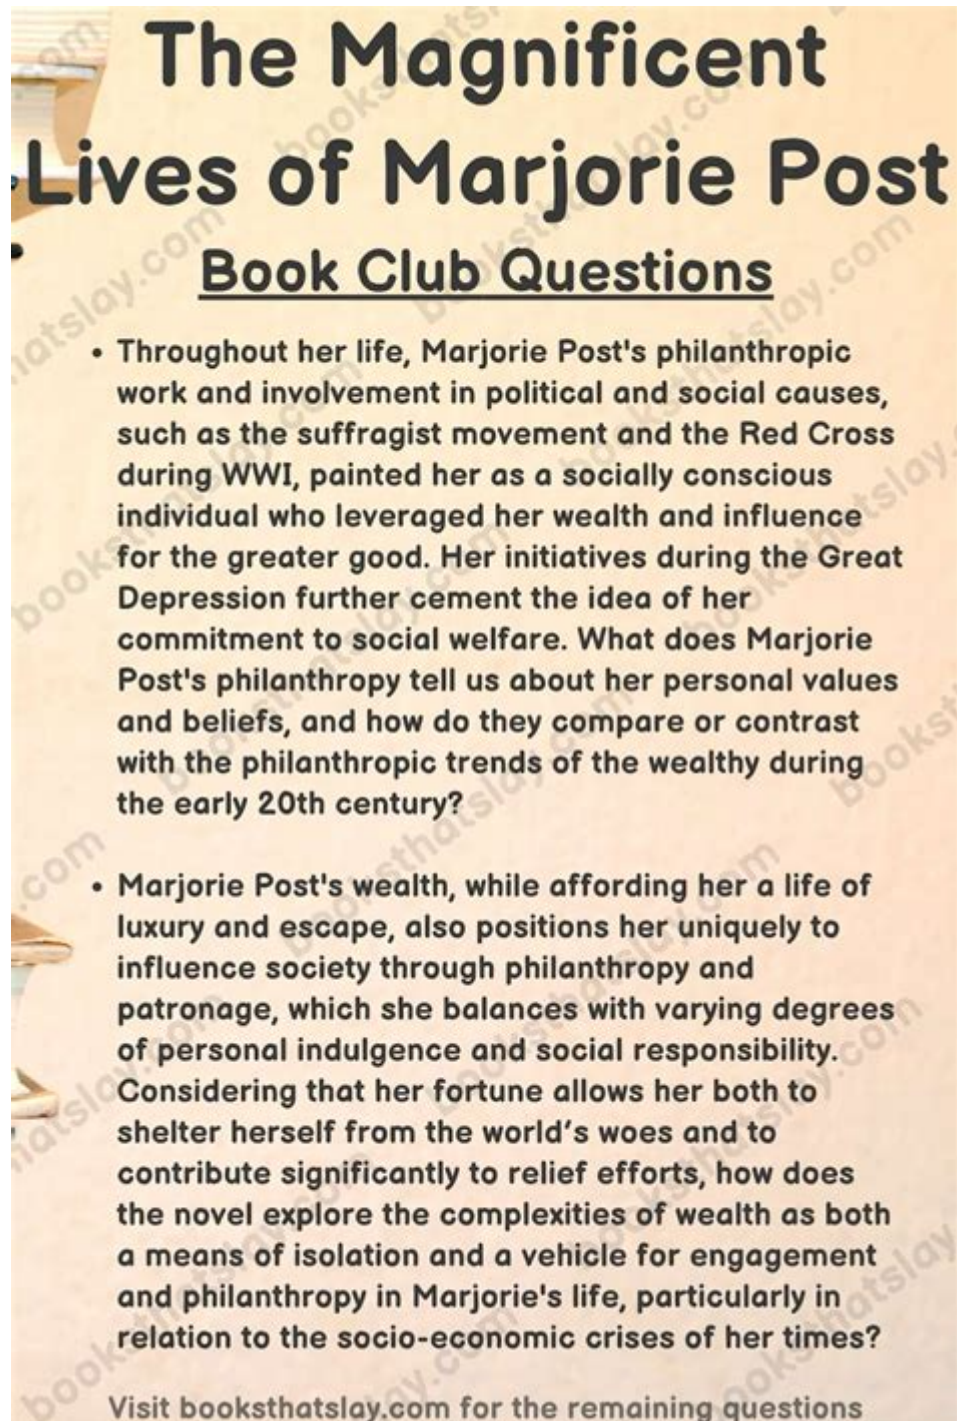 The Magnificent
Lives of Marjorie Post
Book Club Questions
• Throughout her life, Marjorie Post's philanthropic
work and involvement in political and social causes,
such as the suffragist movement and the Red Cross
during WWI, painted her as a socially conscious
individual who leveraged her wealth and influence
for the greater good. Her initiatives during the Great
Depression further cement the idea of her
commitment to social welfare. What does Marjorie
Post's philanthropy tell us about her personal values
and beliefs, and how do they compare or contrast
with the philanthropic trends of the wealthy during
the early 20th century?
• Marjorie Post's wealth, while affording her a life of
luxury and escape, also positions her uniquely to
influence society through philanthropy and
patronage, which she balances with varying degrees
of personal indulgence and social responsibility.
Considering that her fortune allows her both to
shelter herself from the world’s woes and to
contribute significantly to relief efforts, how does
the novel explore the complexities of wealth as both
a means of isolation and a vehicle for engagement
and philanthropy in Marjorie's life, particularly in
relation to the socio-economic crises of her times?
Visit booksthatslay.com for the remaining questions
booksthatslay.com